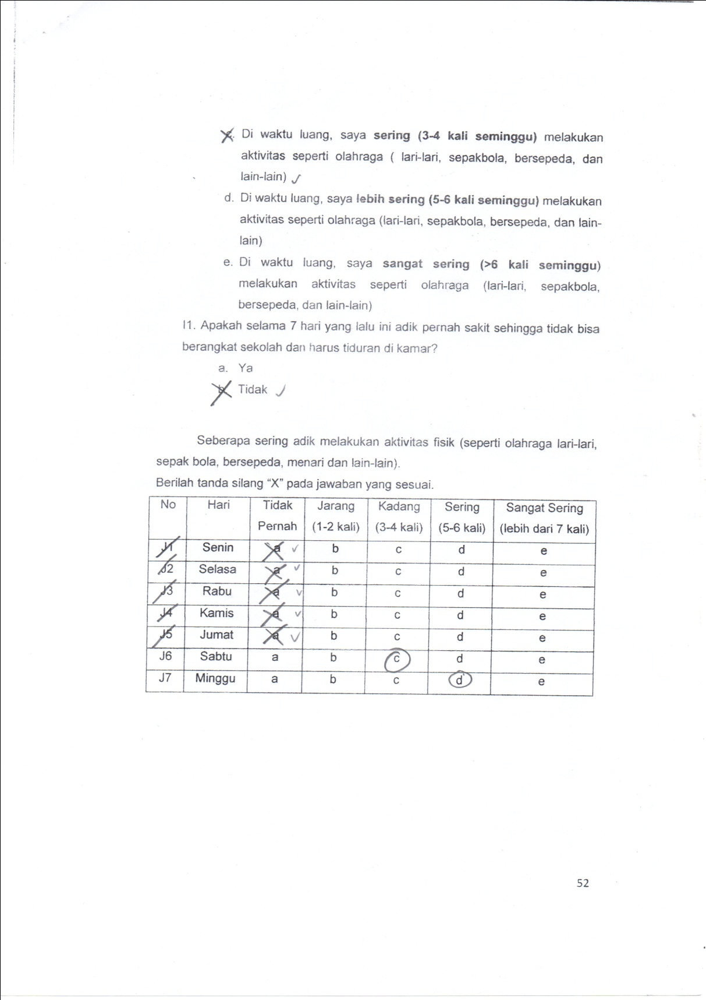 c. Di waktu luang, saya sering (3-4 kali seminggu) melakukan
aktivitas seperti olahraga ( lari-lari, sepakbola, bersepeda, dan
lain-lain) ✓
d. Di waktu luang, saya lebih sering (5-6 kali seminggu) melakukan
aktivitas seperti olahraga (lari-lari, sepakbola, bersepeda, dan lain-
lain)
e. Di waktu luang, saya sangat sering (>6 kali seminggu)
melakukan aktivitas seperti olahraga (lari-lari, sepakbola,
bersepeda, dan lain-lain)
I1. Apakah selama 7 hari yang lalu ini adik pernah sakit sehingga tidak bisa
berangkat sekolah dan harus tiduran di kamar?
a. Ya
b. Tidak ✓
Seberapa sering adik melakukan aktivitas fisik (seperti olahraga lari-lari,
sepak bola, bersepeda, menari dan lain-lain).
Berilah tanda silang “X” pada jawaban yang sesuai.
No Hari Tidak Jarang Kadang Sering Sangat Sering
Pernah (1-2 kali) (3-4 kali) (5-6 kali) (lebih dari 7 kali)
J1 Senin a ✓ b c d e
J2 Selasa a ✓ b c d e
J3 Rabu a ✓ b c d e
J4 Kamis a ✓ b c d e
J5 Jumat a ✓ b c d e
J6 Sabtu a b c d e
J7 Minggu a b c d e
52